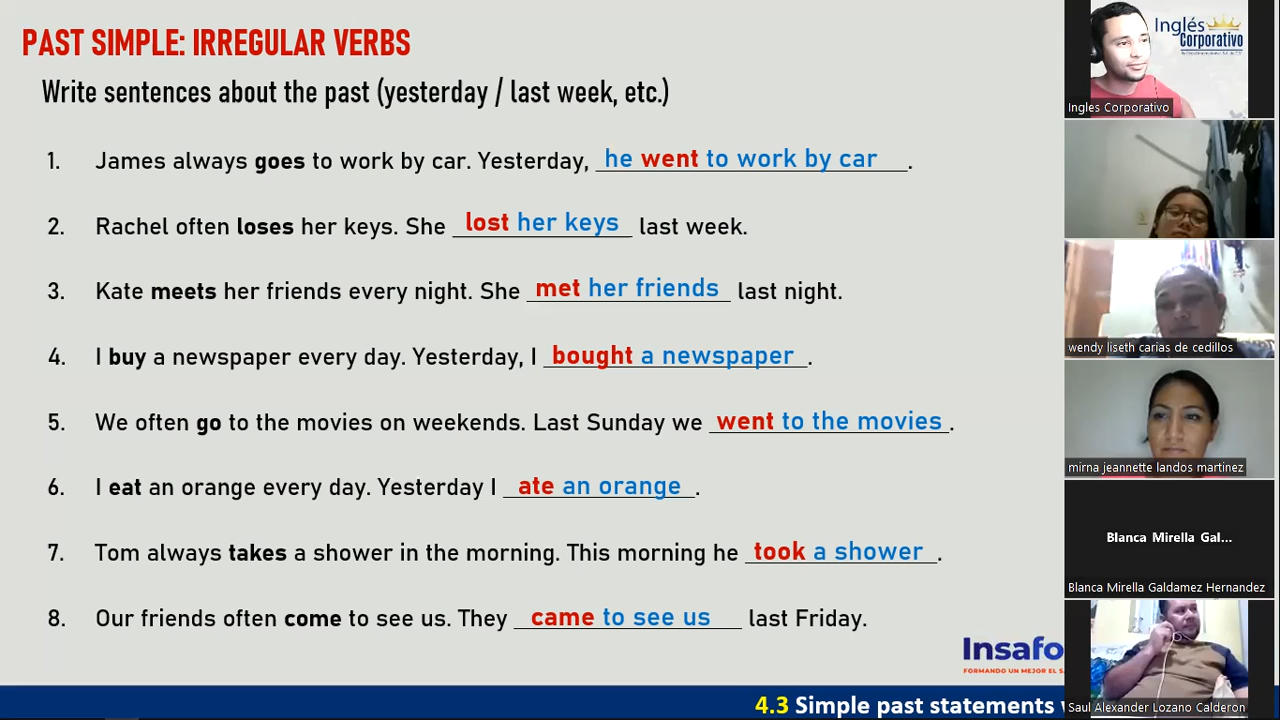 PAST SIMPLE: IRREGULAR VERBS
Write sentences about the past (yesterday / last week, etc.)
1. James always goes to work by car. Yesterday, he went to work by car.
2. Rachel often loses her keys. She lost her keys last week.
3. Kate meets her friends every night. She met her friends last night.
4. I buy a newspaper every day. Yesterday, I bought a newspaper.
5. We often go to the movies on weekends. Last Sunday we went to the movies.
6. I eat an orange every day. Yesterday I ate an orange.
7. Tom always takes a shower in the morning. This morning he took a shower.
8. Our friends often come to see us. They came to see us last Friday.
Insafo
FORMANDO UN MEJOR EL S
4.3 Simple past statements
Inglés
Corporativo
Ingles Corporativo
wendy liseth carias de cedillos
mirna jeannette landos martinez
Blanca Mirella Gal...
Blanca Mirella Galdamez Hernandez
Saul Alexander Lozano Calderon